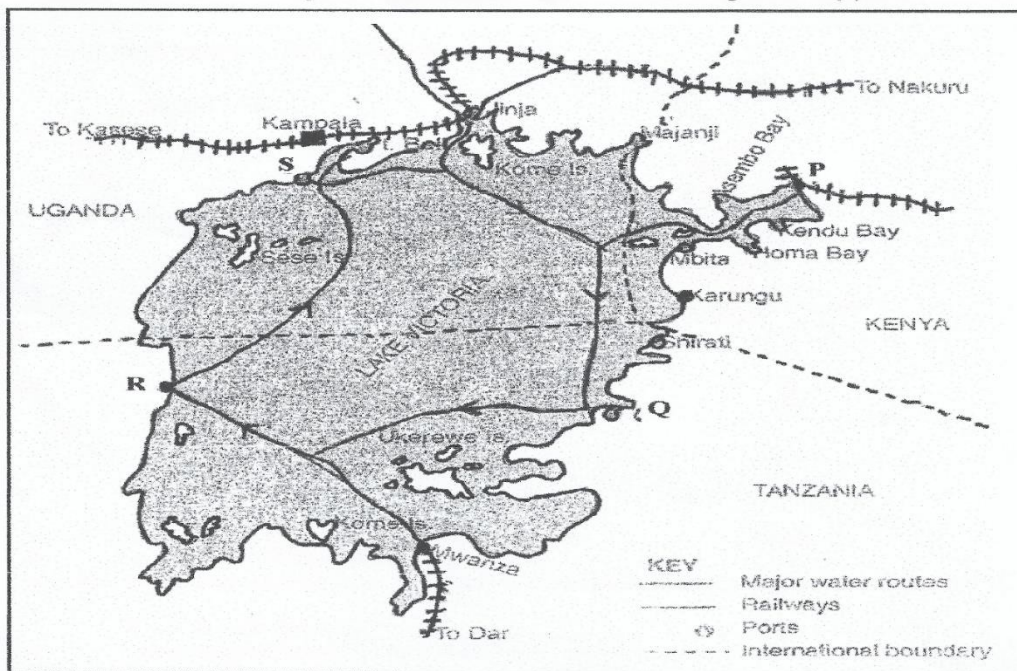 To Nakuru
Jinja
Kampala
To Kasese
Majanji
Asembo Bay
P
S
Kome Is.
UGANDA
Kendu Bay
Homa Bay
Mbita
Sese Is
Karungu
LAKE VICTORIA
KENYA
Shirati
R
Q
Ukerewe is.
TANZANIA
Kome Is
Mwanza
To Dar
KEY
Major water routes
Railways
Ports
International boundary